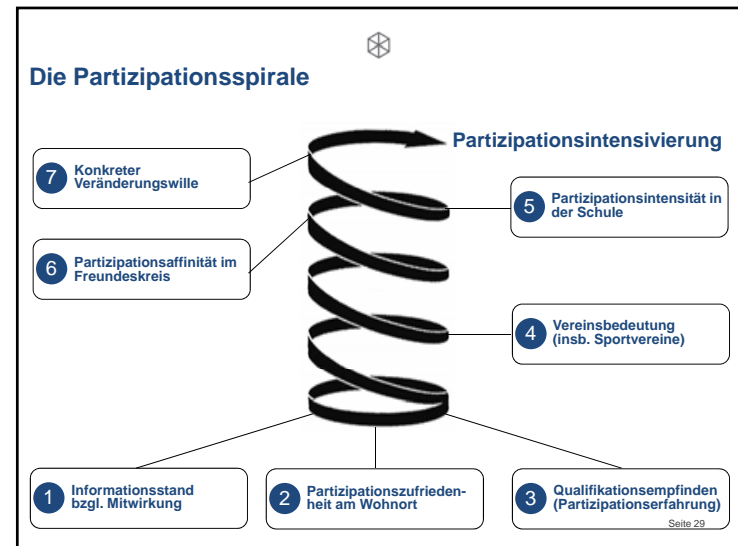 Die Partizipationsspirale
Partizipationsintensivierung
7 Konkreter
Veränderungswille
5 Partizipationsintensität in
der Schule
6 Partizipationsaffinität im
Freundeskreis
4 Vereinsbedeutung
(insb. Sportvereine)
1 Informationsstand
bzgl. Mitwirkung
2 Partizipationszufrieden-
heit am Wohnort
3 Qualifikationsempfinden
(Partizipationserfahrung)
Seite 29